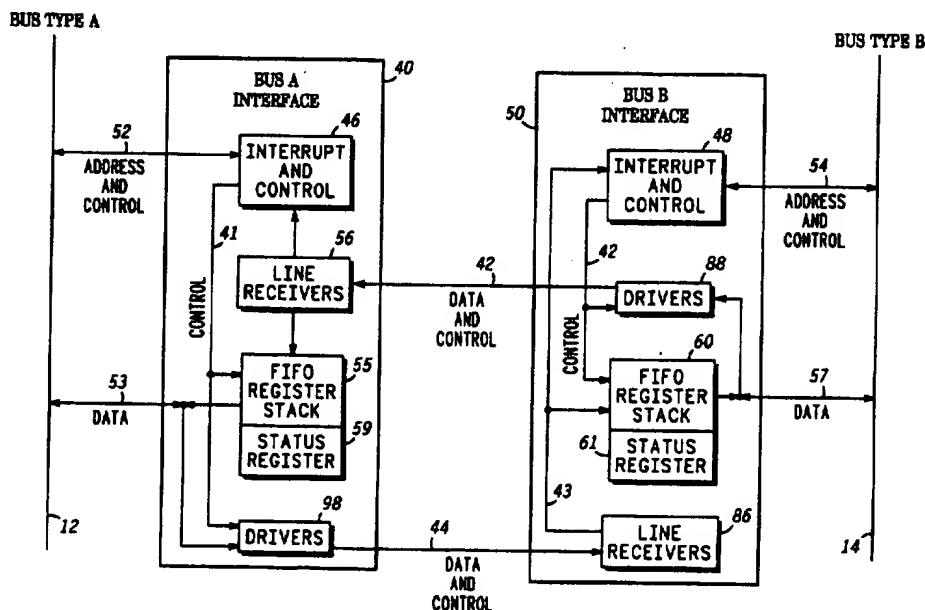 BUS TYPE A
BUS TYPE B
BUS A
INTERFACE
40
BUS B
INTERFACE
50
46
INTERRUPT
AND
CONTROL
52
ADDRESS
AND
CONTROL
48
INTERRUPT
AND
CONTROL
54
ADDRESS
AND
CONTROL
41
CONTROL
56
LINE
RECEIVERS
42
DATA
AND
CONTROL
42
CONTROL
88
DRIVERS
55
FIFO
REGISTER
STACK
59
STATUS
REGISTER
53
DATA
60
FIFO
REGISTER
STACK
61
STATUS
REGISTER
57
DATA
43
12
98
DRIVERS
44
DATA
AND
CONTROL
86
LINE
RECEIVERS
14